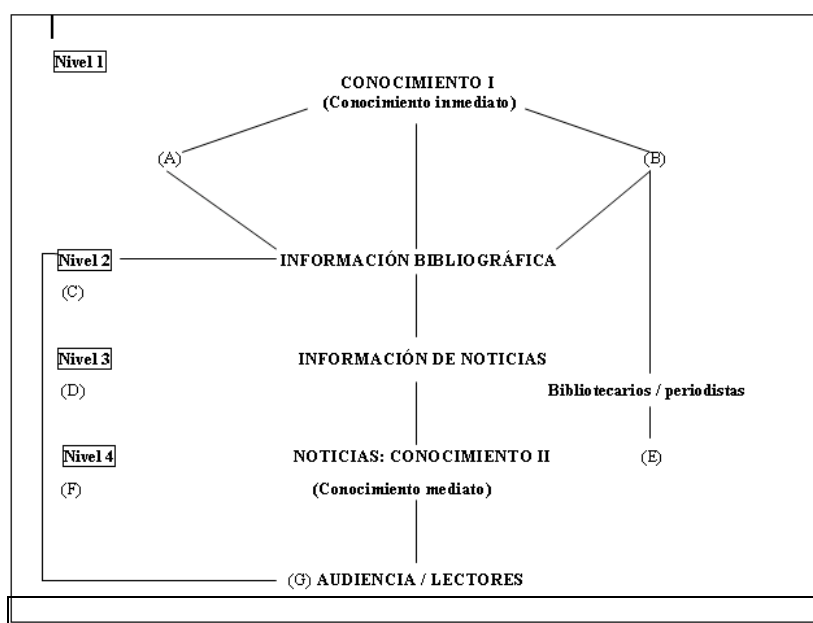 Nivel 1
CONOCIMIENTO I
(Conocimiento inmediato)
(A)
(B)
Nivel 2
INFORMACIÓN BIBLIOGRÁFICA
(C)
Nivel 3
INFORMACIÓN DE NOTICIAS
(D)
Bibliotecarios / periodistas
Nivel 4
NOTICIAS: CONOCIMIENTO II
(E)
(F)
(Conocimiento mediato)
(G) AUDIENCIA / LECTORES